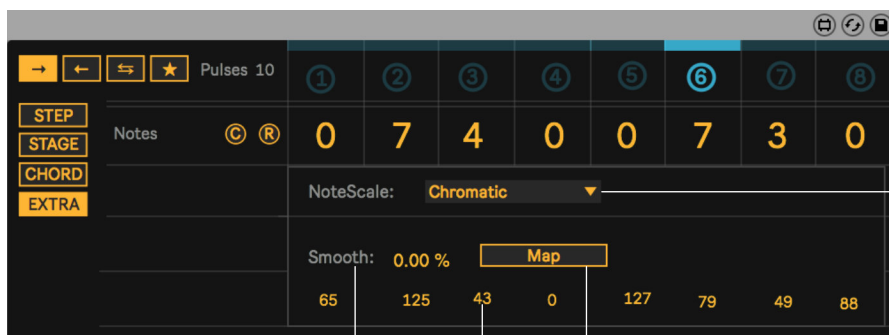 → ← ⇆ ★ Pulses 10 ① ② ③ ④ ⑤ ⑥ ⑦ ⑧
STEP
Notes Ⓒ Ⓡ 0 7 4 0 0 7 3 0
STAGE
CHORD
NoteScale: Chromatic ▼
EXTRA
Smooth: 0.00 % Map
65 125 43 0 127 79 49 88